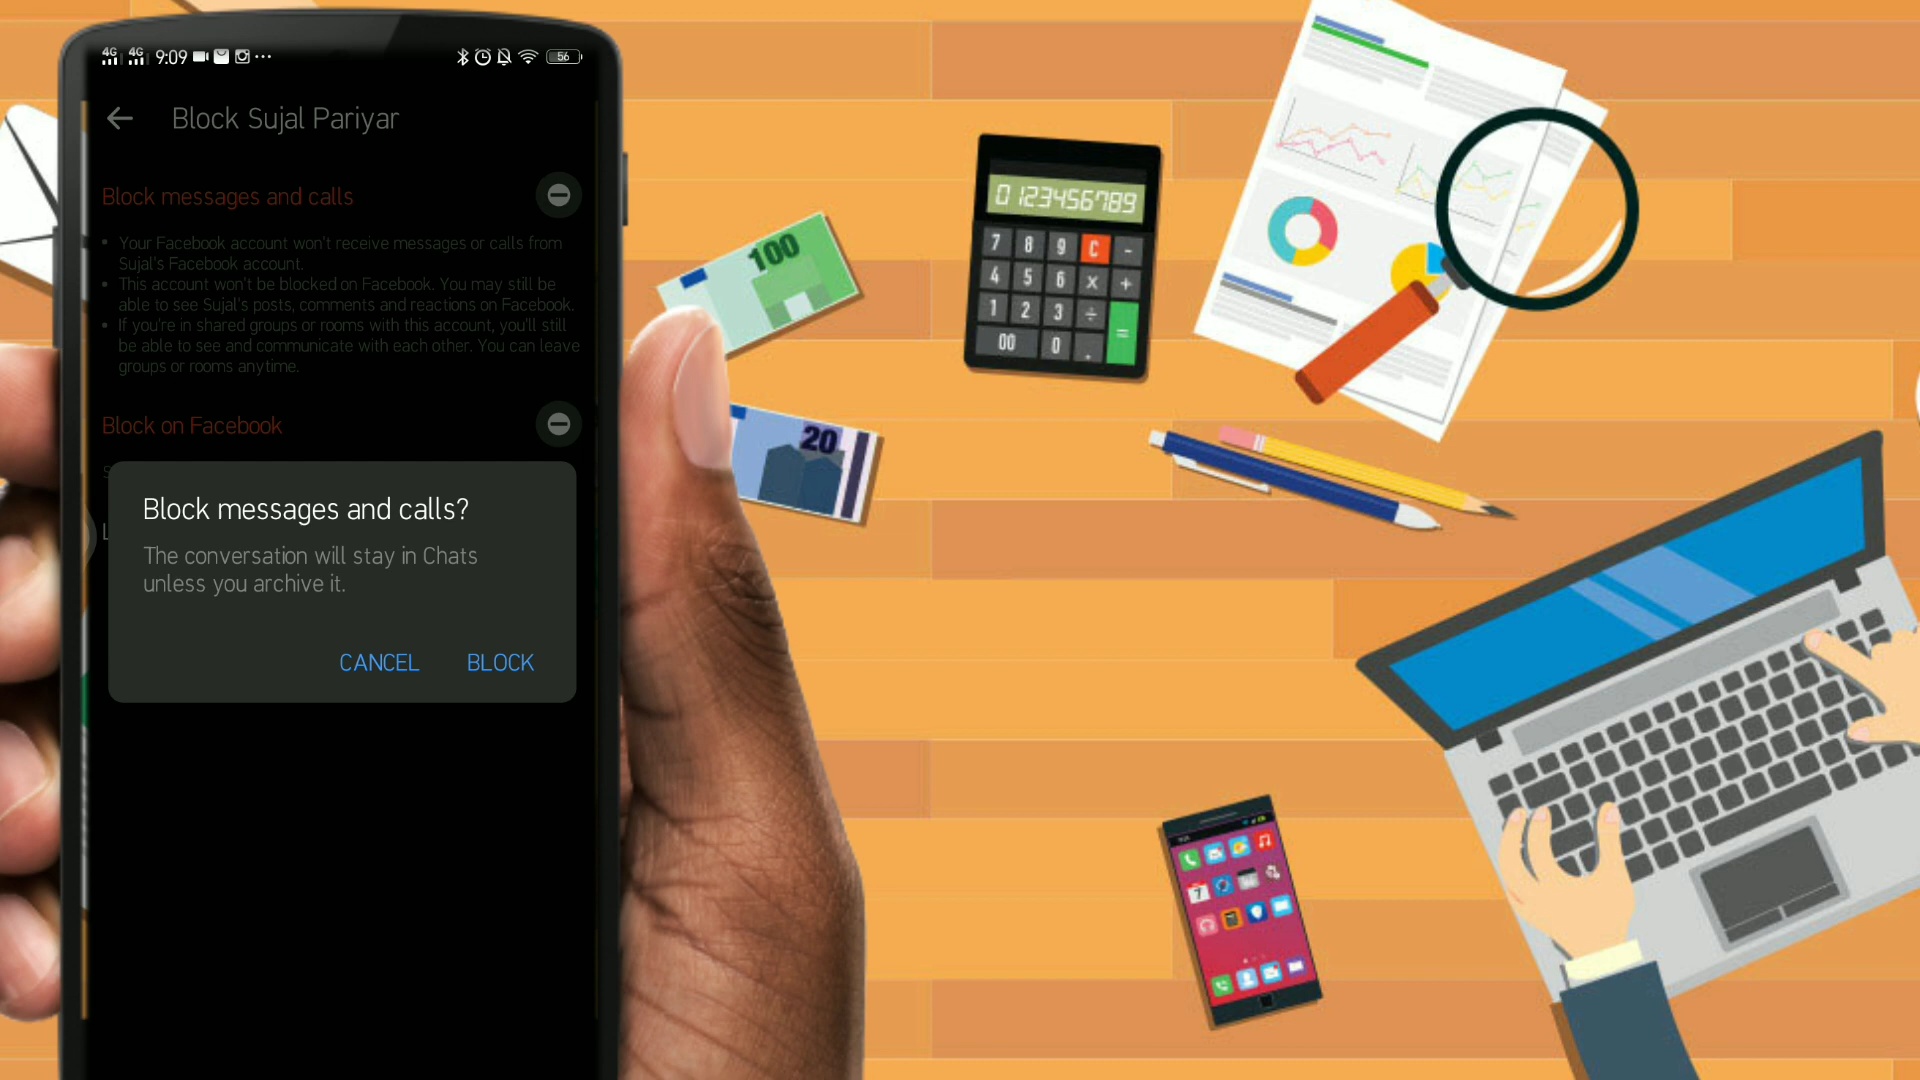 4G 4G 9:09 56
Block Sujal Pariyar
Block messages and calls
• Your Facebook account won't receive messages or calls from
Sujal's Facebook account.
• This account won't be blocked on Facebook. You may still be
able to see Sujal's posts, comments and reactions on Facebook.
• If you're in shared groups or rooms with this account, you'll still
be able to see and communicate with each other. You can leave
groups or rooms anytime.
Block on Facebook
Block messages and calls?
The conversation will stay in Chats
unless you archive it.
CANCEL BLOCK
100
20
0123456789
7 8 9 C -
4 5 6 × +
1 2 3 ÷ =
00 0 .
7